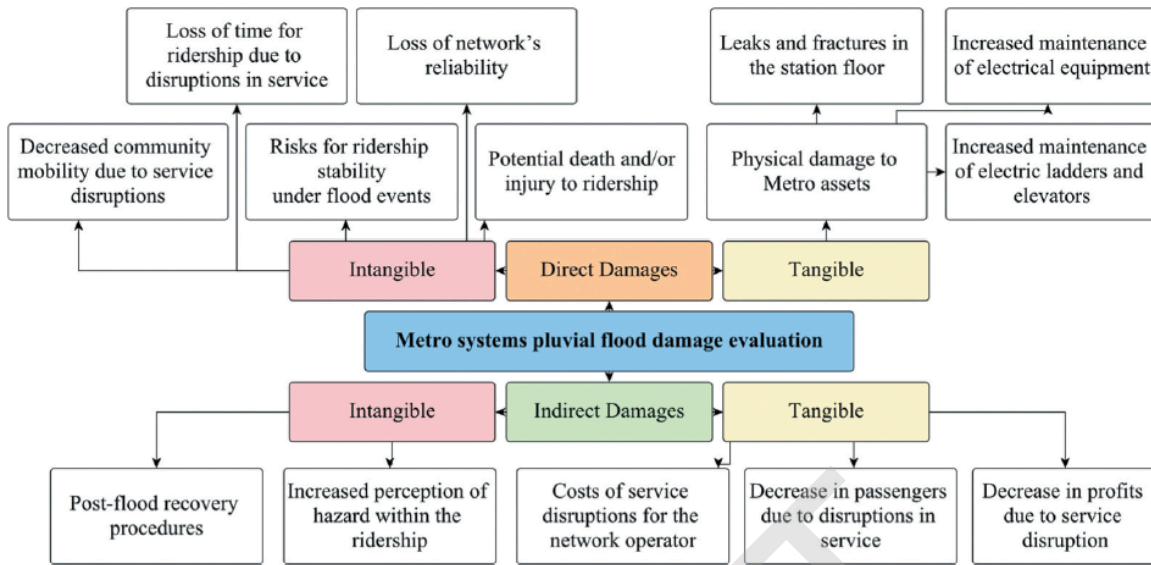 Loss of time for
ridership due to
disruptions in service
Loss of network's
reliability
Leaks and fractures in
the station floor
Increased maintenance
of electrical equipment
Decreased community
mobility due to service
disruptions
Risks for ridership
stability
under flood events
Potential death and/or
injury to ridership
Physical damage to
Metro assets
Increased maintenance
of electric ladders and
elevators
Intangible
Direct Damages
Tangible
Metro systems pluvial flood damage evaluation
Intangible
Indirect Damages
Tangible
Post-flood recovery
procedures
Increased perception of
hazard within the
ridership
Costs of service
disruptions for the
network operator
Decrease in passengers
due to disruptions in
service
Decrease in profits
due to service
disruption